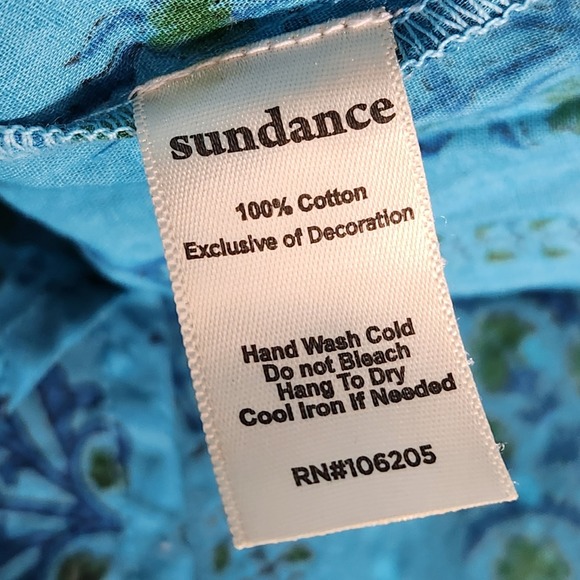 sundance
100% Cotton
Exclusive of Decoration
Hand Wash Cold
Do not Bleach
Hang To Dry
Cool Iron If Needed
RN#106205